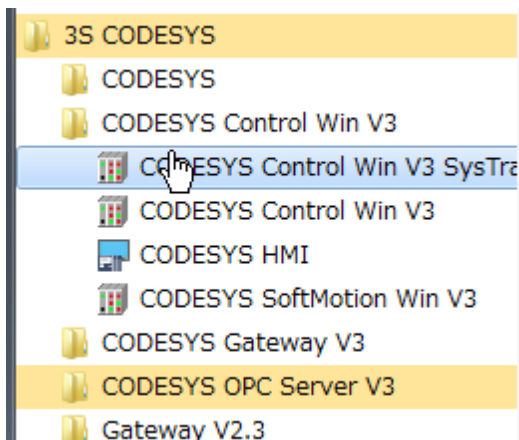 3S CODESYS
CODESYS
CODESYS Control Win V3
CODESYS Control Win V3 SysTra
CODESYS Control Win V3
CODESYS HMI
CODESYS SoftMotion Win V3
CODESYS Gateway V3
CODESYS OPC Server V3
Gateway V2.3